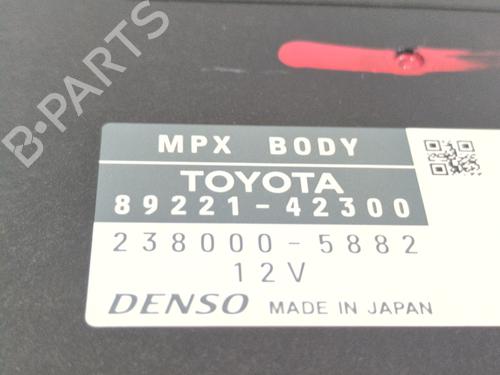 B-PARTS
MPX BODY
TOYOTA
89221-42300
238000-5882
12V
DENSO MADE IN JAPAN